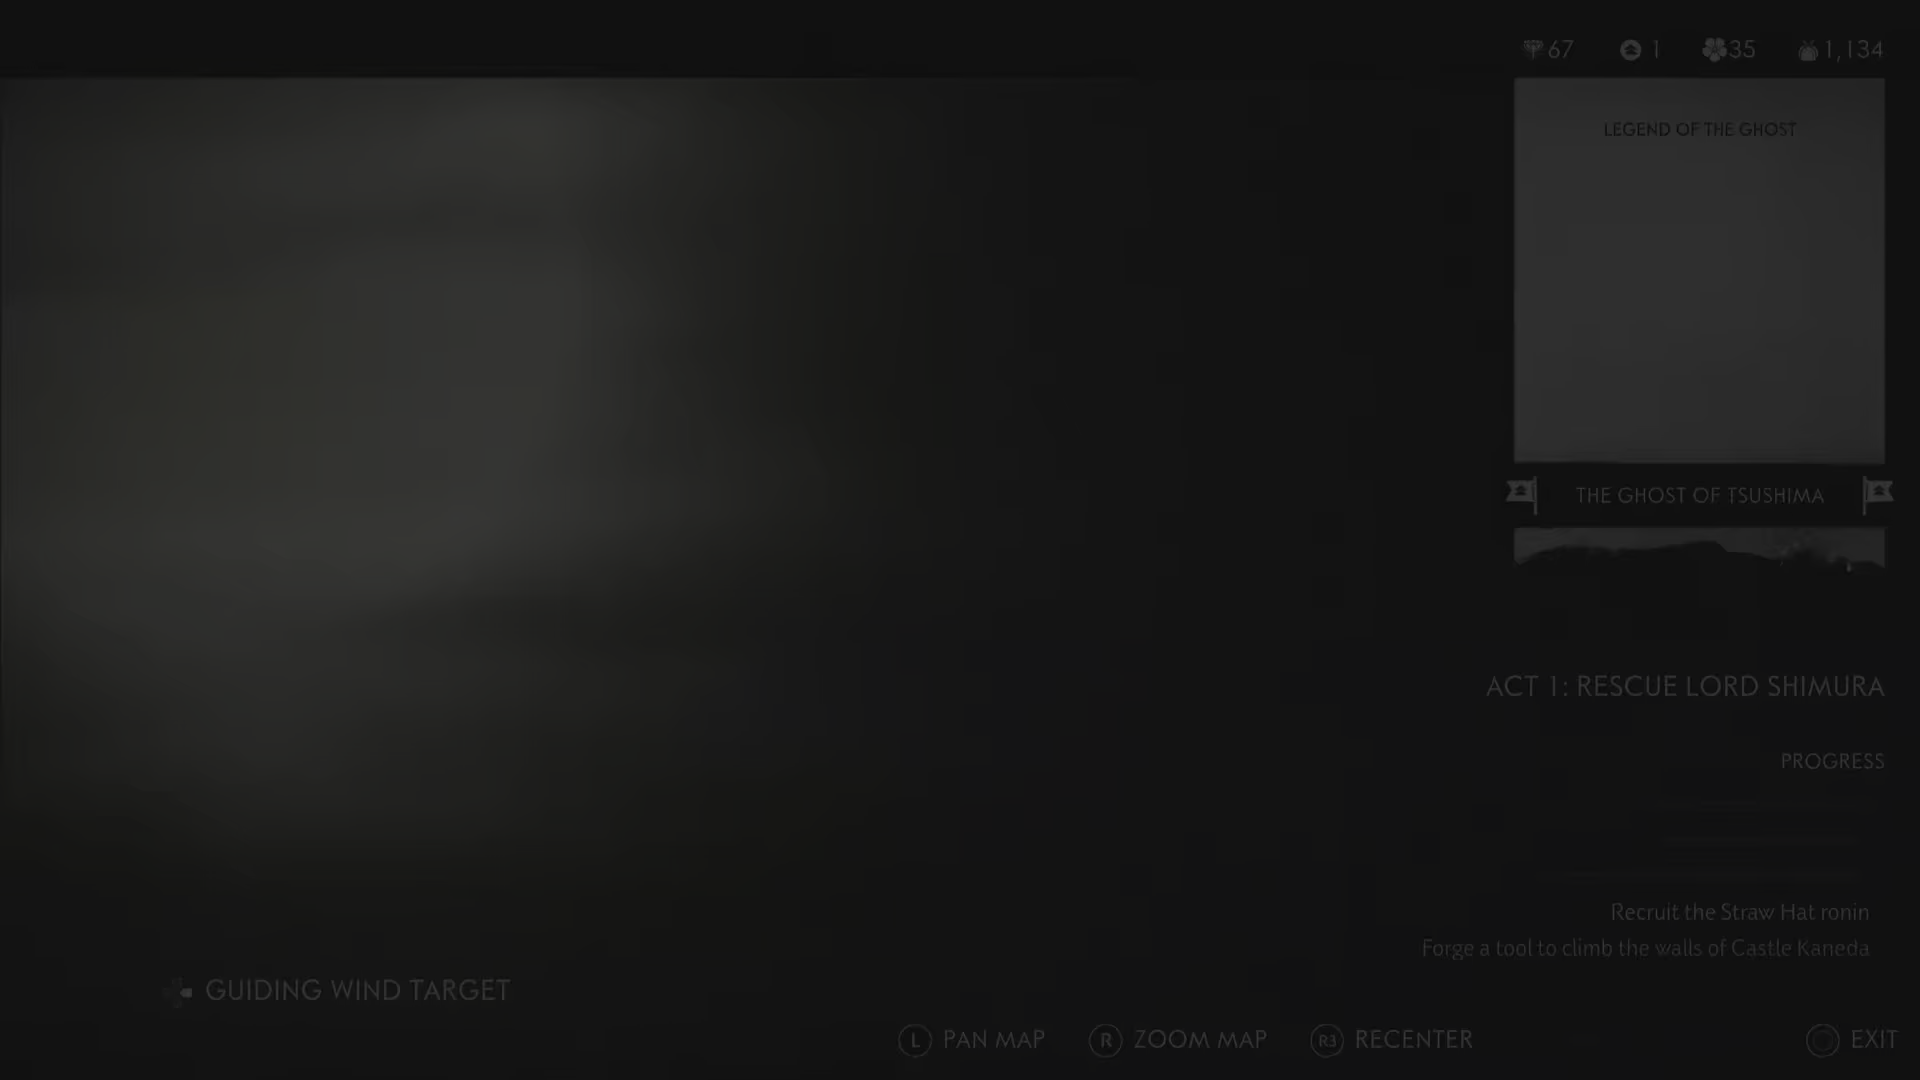 67 1 35 1,134
LEGEND OF THE GHOST
THE GHOST OF TSUSHIMA
ACT 1: RESCUE LORD SHIMURA
PROGRESS
Recruit the Straw Hat ronin
Forge a tool to climb the walls of Castle Kaneda
GUIDING WIND TARGET
L PAN MAP R ZOOM MAP R3 RECENTER EXIT